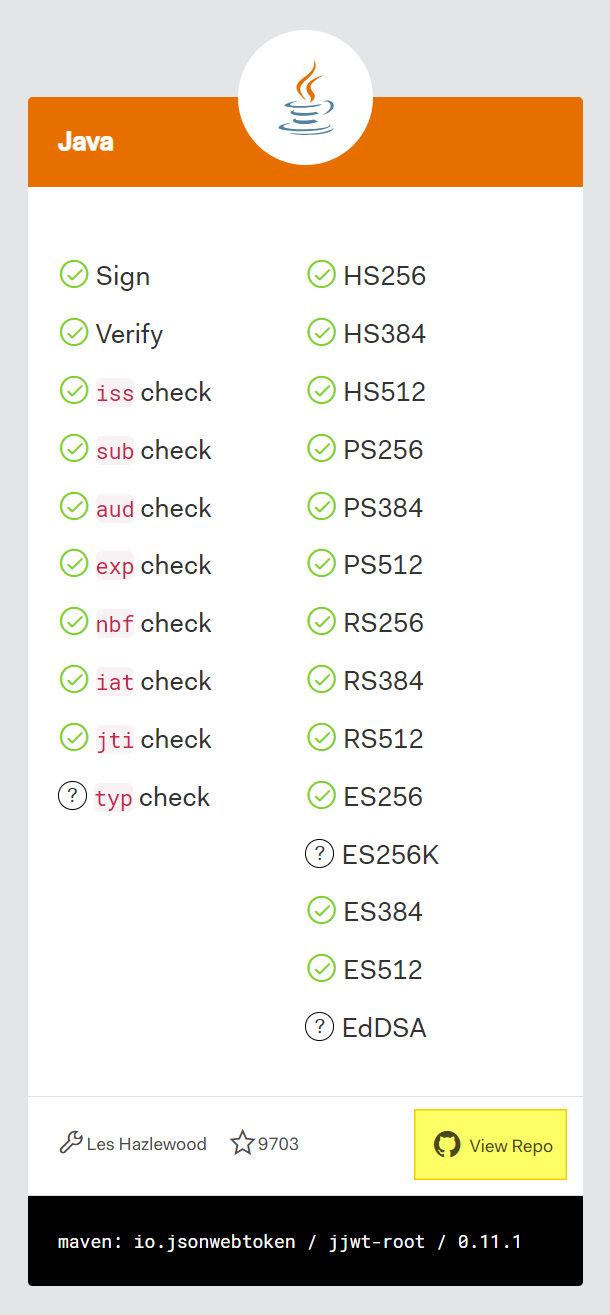 Java
Sign
Verify
iss check
sub check
aud check
exp check
nbf check
iat check
jti check
? typ check
HS256
HS384
HS512
PS256
PS384
PS512
RS256
RS384
RS512
ES256
? ES256K
ES384
ES512
? EdDSA
Les Hazlewood 9703 View Repo
maven: io.jsonwebtoken / jjwt-root / 0.11.1